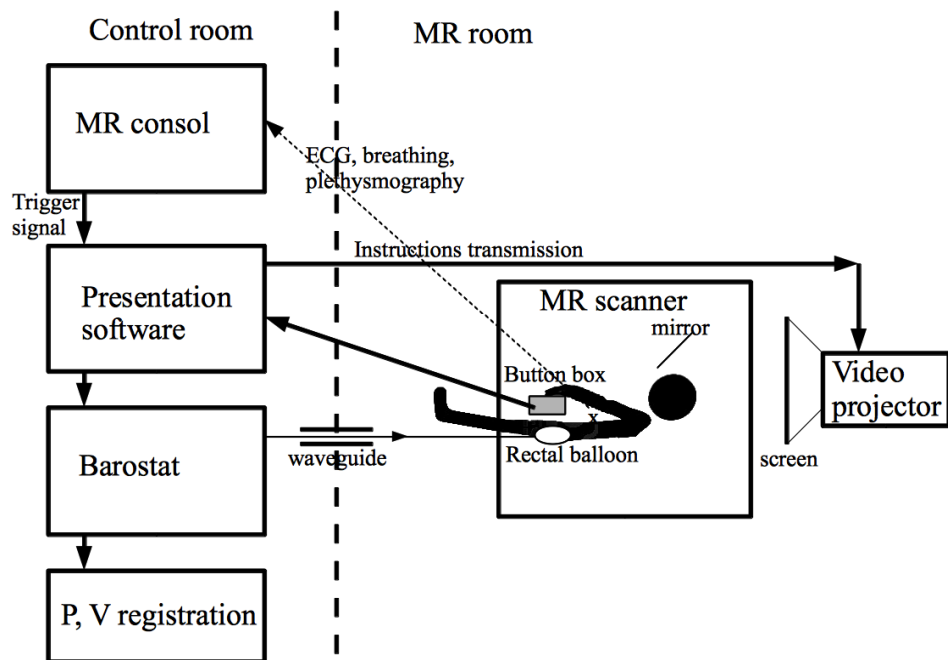 Control room
MR room
MR consol
ECG, breathing,
plethysmography
Trigger
signal
Instructions transmission
Presentation
software
MR scanner
mirror
Button box
x
Video
projector
Barostat
waveguide
Rectal balloon
screen
P, V registration